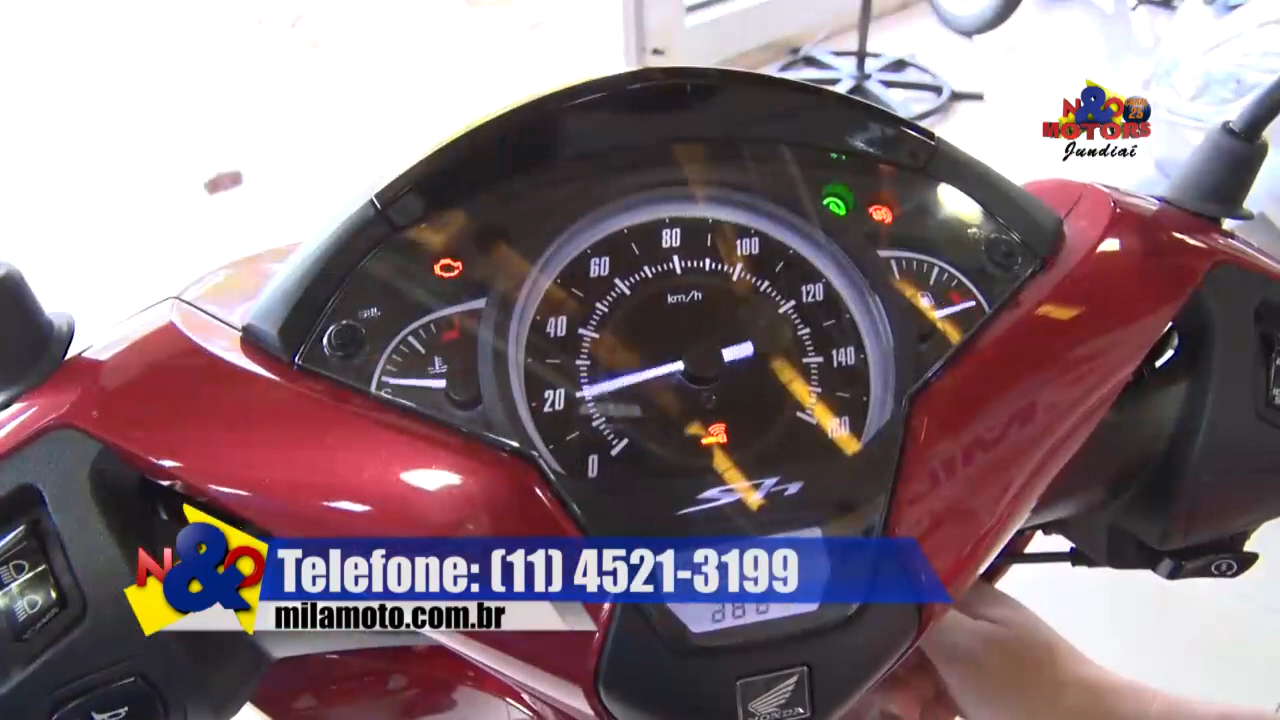 N&O
MOTORS
Jundiaí
80
100
60
120
km/h
40
140
20
160
0
Sh
N&O
Telefone: (11) 4521-3199
milamoto.com.br
HONDA